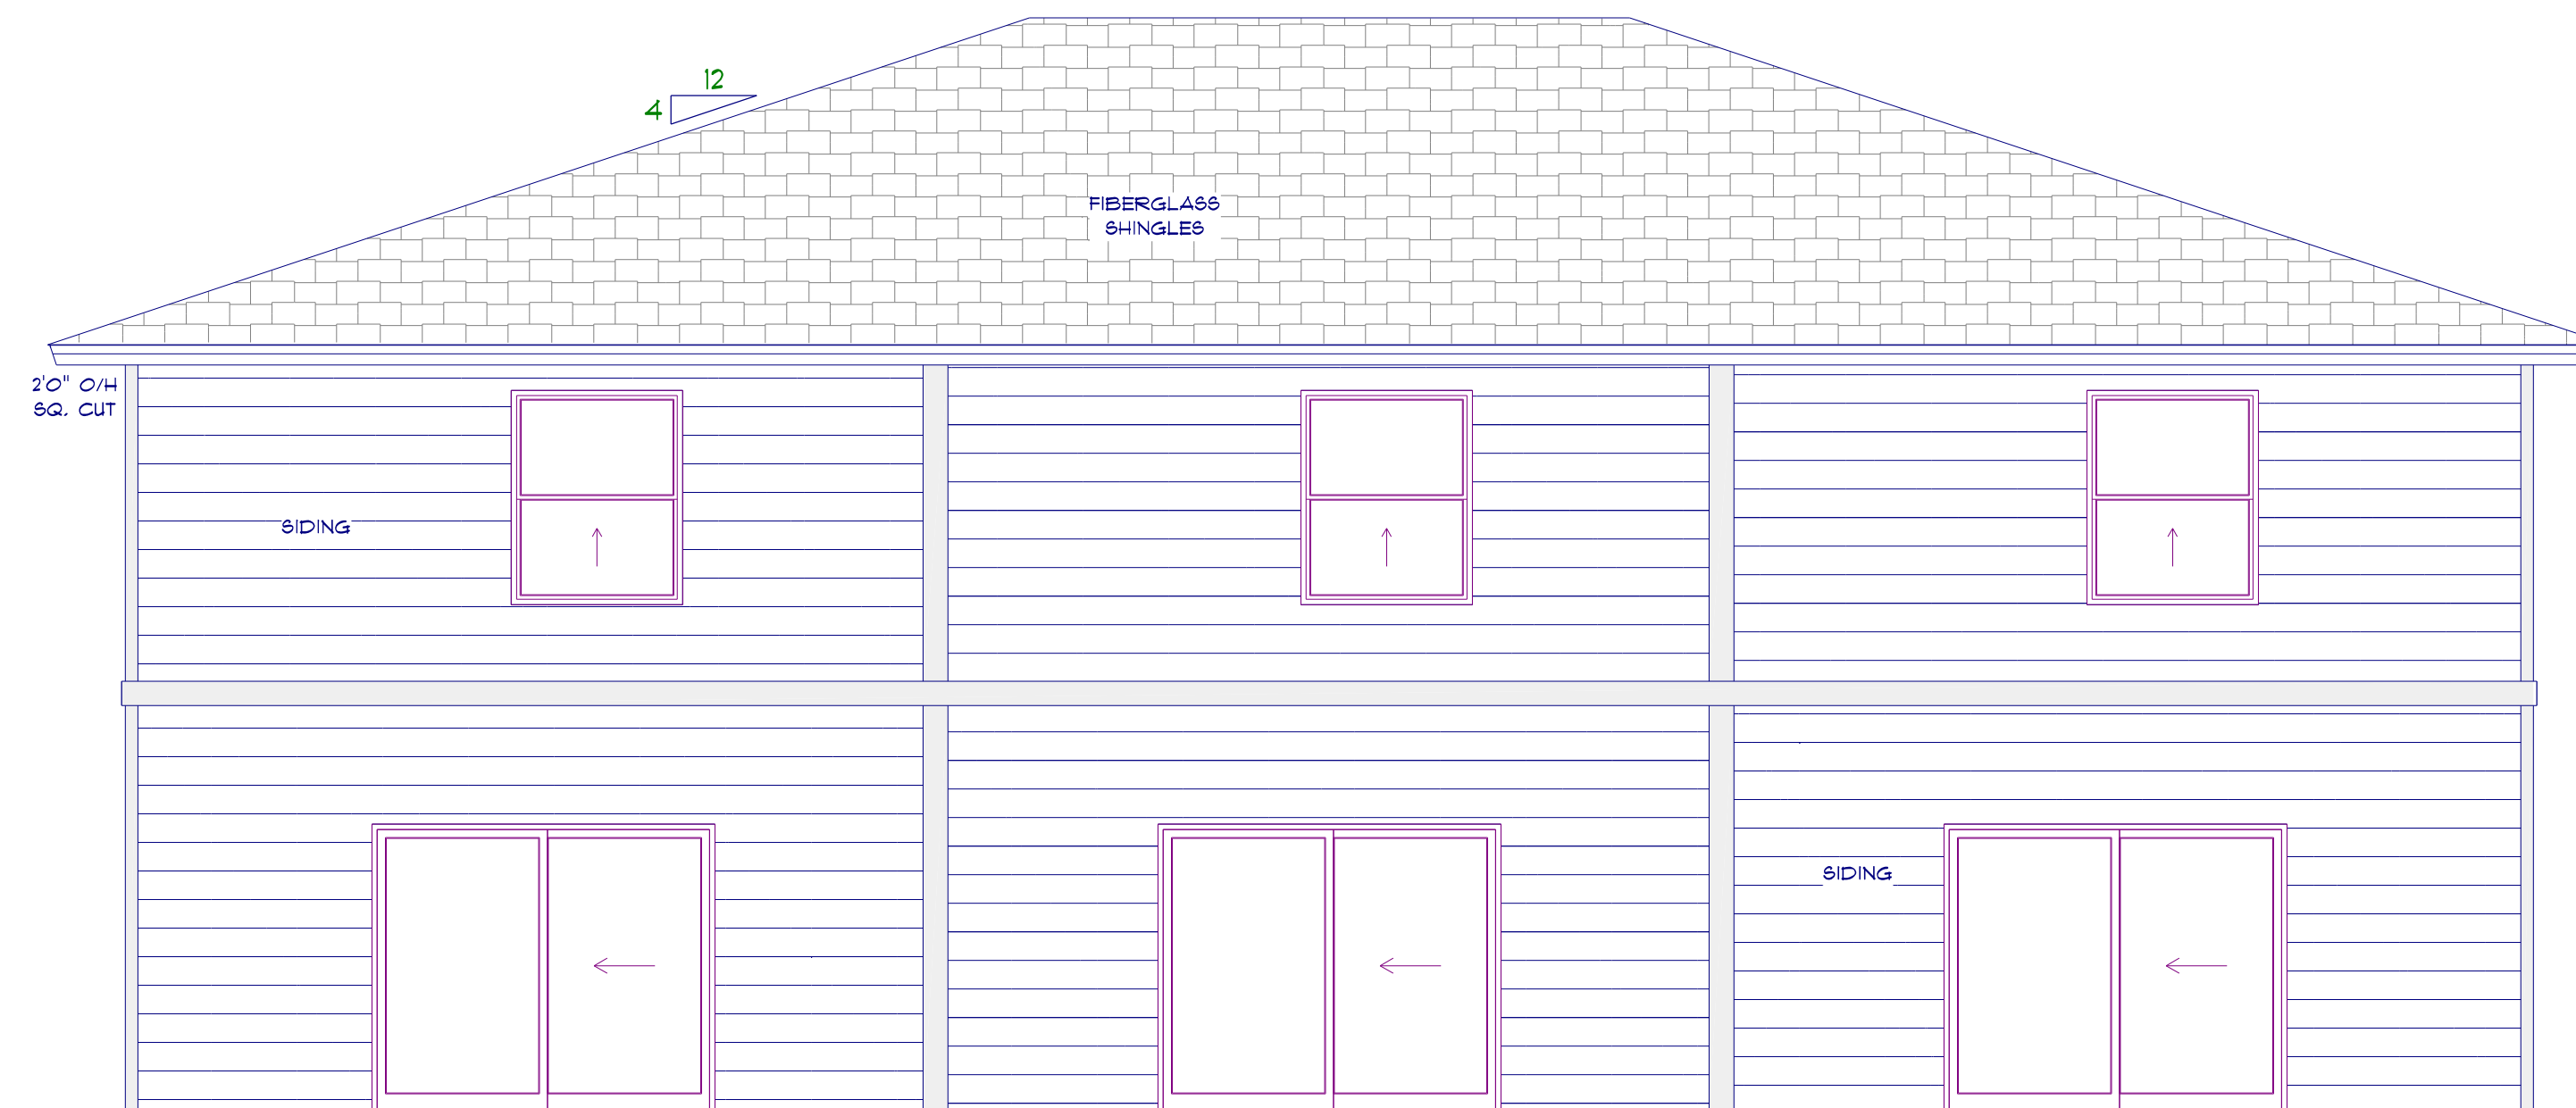 12
4
FIBERGLASS
SHINGLES
2'0" O/H
SQ. CUT
SIDING
SIDING